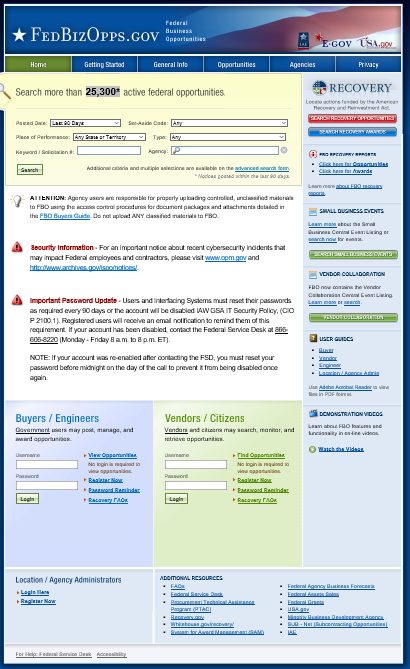 FedBizOpps.gov
Federal
Business
Opportunities
IAE
E-GOV
USA.gov
Home
Getting Started
General Info
Opportunities
Agencies
Privacy
Search more than 25,300* active federal opportunities.
Posted Date: Last 90 Days Set-Aside Code: Any
Place of Performance: Any State or Territory Type: Any
Keyword / Solicitation #: Agency:
Search
Additional criteria and multiple selections are available on the advanced search form.
* Notices posted within the last 90 days.
ATTENTION: Agency users are responsible for properly uploading controlled, unclassified materials
to FBO using the access control procedures for document packages and attachments detailed in
the FBO Buyers Guide. Do not upload ANY classified materials to FBO.
Security Information - For an important notice about recent cybersecurity incidents that
may impact Federal employees and contractors, please visit www.opm.gov and
http://www.archives.gov/isoo/notices/.
Important Password Update - Users and Interfacing Systems must reset their passwords
as required every 90 days or the account will be disabled IAW GSA IT Security Policy, (CIO
P 2100.1). Registered users will receive an email notification to remind them of this
requirement. If your account has been disabled, contact the Federal Service Desk at 866-
606-8220 (Monday - Friday 8 a.m. to 8 p.m. ET).
NOTE: If your account was re-enabled after contacting the FSD, you must reset your
password before midnight on the day of the call to prevent it from being disabled once
again.
Buyers / Engineers
Government users may post, manage, and
award opportunities.
Username
Password
Login
View Opportunities
No login is required to
view opportunities.
Register Now
Password Reminder
Recovery FAQs
Vendors / Citizens
Vendors and citizens may search, monitor, and
retrieve opportunities.
Username
Password
Login
Find Opportunities
No login is required to
view opportunities.
Register Now
Password Reminder
Recovery FAQs
RECOVERY
Locate actions funded by the American
Recovery and Reinvestment Act.
SEARCH RECOVERY OPPORTUNITIES
SEARCH RECOVERY AWARDS
FBO RECOVERY REPORTS
Click here for Opportunities
Click here for Awards
Learn more about FBO recovery
reports.
SMALL BUSINESS EVENTS
Learn more about the Small
Business Central Event Listing or
search now for events.
SEARCH SMALL BUSINESS EVENTS
VENDOR COLLABORATION
FBO now contains the Vendor
Collaboration Central Event Listing.
Learn more or search.
VENDOR COLLABORATION
USER GUIDES
Buyer
Vendor
Engineer
Location / Agency Admin
Use Adobe Acrobat Reader to view
files in PDF format.
DEMONSTRATION VIDEOS
Learn about FBO features and
functionality in on-line videos.
Watch the Videos
Location / Agency Administrators
Login Here
Register Now
ADDITIONAL RESOURCES
FAQs
Federal Service Desk
Procurement Technical Assistance
Program (PTAC)
Recovery.gov
Whitehouse.gov/recovery/
System for Award Management (SAM)
Federal Agency Business Forecasts
Federal Assets Sales
Federal Grants
USA.gov
Minority Business Development Agency
SUB - Net (Subcontracting Opportunities)
IAE
For Help: Federal Service Desk Accessibility